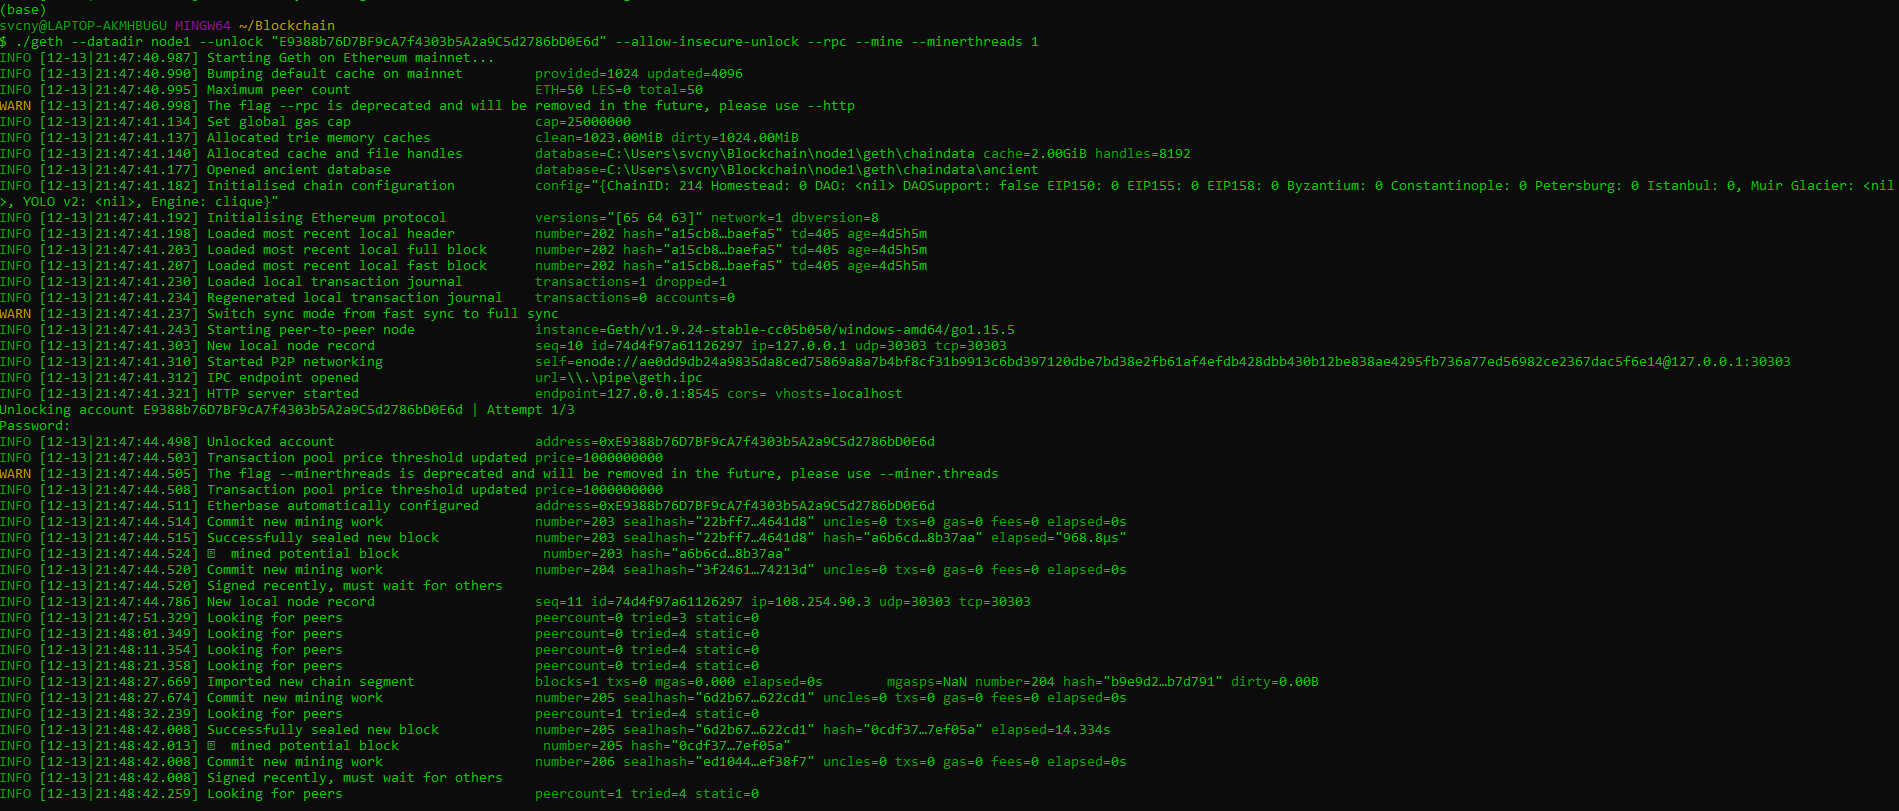 (base)
svcny@LAPTOP-AKMHBU6U MINGW64 ~/Blockchain
$ ./geth --datadir node1 --unlock "E9388b76D7BF9cA7f4303b5A2a9C5d2786bD0E6d" --allow-insecure-unlock --rpc --mine --minerthreads 1
INFO [12-13|21:47:40.987] Starting Geth on Ethereum mainnet...
INFO [12-13|21:47:40.990] Bumping default cache on mainnet provided=1024 updated=4096
INFO [12-13|21:47:40.995] Maximum peer count ETH=50 LES=0 total=50
WARN [12-13|21:47:40.998] The flag --rpc is deprecated and will be removed in the future, please use --http
INFO [12-13|21:47:41.134] Set global gas cap cap=25000000
INFO [12-13|21:47:41.137] Allocated trie memory caches clean=1023.00MiB dirty=1024.00MiB
INFO [12-13|21:47:41.140] Allocated cache and file handles database=C:\Users\svcny\Blockchain\node1\geth\chaindata cache=2.00GiB handles=8192
INFO [12-13|21:47:41.177] Opened ancient database database=C:\Users\svcny\Blockchain\node1\geth\chaindata\ancient
INFO [12-13|21:47:41.182] Initialised chain configuration config="{ChainID: 214 Homestead: 0 DAO: <nil> DAOSupport: false EIP150: 0 EIP155: 0 EIP158: 0 Byzantium: 0 Constantinople: 0 Petersburg: 0 Istanbul: 0, Muir Glacier: <nil
>, YOLO v2: <nil>, Engine: clique}"
INFO [12-13|21:47:41.192] Initialising Ethereum protocol versions="[65 64 63]" network=1 dbversion=8
INFO [12-13|21:47:41.198] Loaded most recent local header number=202 hash="a15cb8…baefa5" td=405 age=4d5h5m
INFO [12-13|21:47:41.203] Loaded most recent local full block number=202 hash="a15cb8…baefa5" td=405 age=4d5h5m
INFO [12-13|21:47:41.207] Loaded most recent local fast block number=202 hash="a15cb8…baefa5" td=405 age=4d5h5m
INFO [12-13|21:47:41.230] Loaded local transaction journal transactions=1 dropped=1
INFO [12-13|21:47:41.234] Regenerated local transaction journal transactions=0 accounts=0
WARN [12-13|21:47:41.237] Switch sync mode from fast sync to full sync
INFO [12-13|21:47:41.243] Starting peer-to-peer node instance=Geth/v1.9.24-stable-cc05b050/windows-amd64/go1.15.5
INFO [12-13|21:47:41.303] New local node record seq=10 id=74d4f97a61126297 ip=127.0.0.1 udp=30303 tcp=30303
INFO [12-13|21:47:41.310] Started P2P networking self=enode://ae0dd9db24a9835da8ced75869a8a7b4bf8cf31b9913c6bd397120dbe7bd38e2fb61af4efdb428dbb430b12be838ae4295fb736a77ed56982ce2367dac5f6e14@127.0.0.1:30303
INFO [12-13|21:47:41.312] IPC endpoint opened url=\\.\pipe\geth.ipc
INFO [12-13|21:47:41.321] HTTP server started endpoint=127.0.0.1:8545 cors= vhosts=localhost
Unlocking account E9388b76D7BF9cA7f4303b5A2a9C5d2786bD0E6d | Attempt 1/3
Password:
INFO [12-13|21:47:44.498] Unlocked account address=0xE9388b76D7BF9cA7f4303b5A2a9C5d2786bD0E6d
INFO [12-13|21:47:44.503] Transaction pool price threshold updated price=1000000000
WARN [12-13|21:47:44.505] The flag --minerthreads is deprecated and will be removed in the future, please use --miner.threads
INFO [12-13|21:47:44.508] Transaction pool price threshold updated price=1000000000
INFO [12-13|21:47:44.511] Etherbase automatically configured address=0xE9388b76D7BF9cA7f4303b5A2a9C5d2786bD0E6d
INFO [12-13|21:47:44.514] Commit new mining work number=203 sealhash="22bff7…4641d8" uncles=0 txs=0 gas=0 fees=0 elapsed=0s
INFO [12-13|21:47:44.515] Successfully sealed new block number=203 sealhash="22bff7…4641d8" hash="a6b6cd…8b37aa" elapsed="968.8µs"
INFO [12-13|21:47:44.524] mined potential block number=203 hash="a6b6cd…8b37aa"
INFO [12-13|21:47:44.520] Commit new mining work number=204 sealhash="3f2461…74213d" uncles=0 txs=0 gas=0 fees=0 elapsed=0s
INFO [12-13|21:47:44.520] Signed recently, must wait for others
INFO [12-13|21:47:44.786] New local node record seq=11 id=74d4f97a61126297 ip=108.254.90.3 udp=30303 tcp=30303
INFO [12-13|21:47:51.329] Looking for peers peercount=0 tried=3 static=0
INFO [12-13|21:48:01.349] Looking for peers peercount=0 tried=4 static=0
INFO [12-13|21:48:11.354] Looking for peers peercount=0 tried=4 static=0
INFO [12-13|21:48:21.358] Looking for peers peercount=0 tried=4 static=0
INFO [12-13|21:48:27.669] Imported new chain segment blocks=1 txs=0 mgas=0.000 elapsed=0s mgasps=NaN number=204 hash="b9e9d2…b7d791" dirty=0.00B
INFO [12-13|21:48:27.674] Commit new mining work number=205 sealhash="6d2b67…622cd1" uncles=0 txs=0 gas=0 fees=0 elapsed=0s
INFO [12-13|21:48:32.239] Looking for peers peercount=1 tried=4 static=0
INFO [12-13|21:48:42.008] Successfully sealed new block number=205 sealhash="6d2b67…622cd1" hash="0cdf37…7ef05a" elapsed=14.334s
INFO [12-13|21:48:42.013] mined potential block number=205 hash="0cdf37…7ef05a"
INFO [12-13|21:48:42.008] Commit new mining work number=206 sealhash="ed1044…ef38f7" uncles=0 txs=0 gas=0 fees=0 elapsed=0s
INFO [12-13|21:48:42.008] Signed recently, must wait for others
INFO [12-13|21:48:42.259] Looking for peers peercount=1 tried=4 static=0